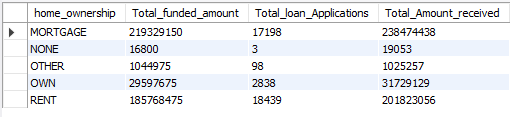 home_ownership Total_funded_amount Total_loan_Applications Total_Amount_received
MORTGAGE 219329150 17198 238474438
NONE 16800 3 19053
OTHER 1044975 98 1025257
OWN 29597675 2838 31729129
RENT 185768475 18439 201823056